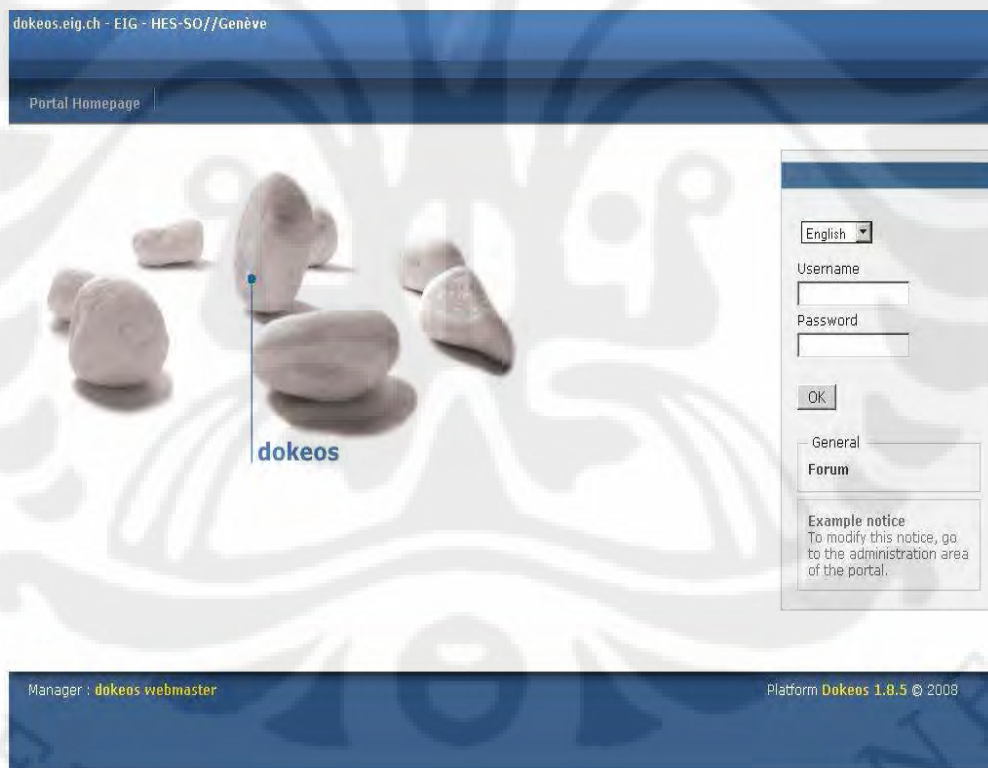 dokeos.eig.ch - EIG - HES-SO//Genève
Portal Homepage
dokeos
English
Username
Password
OK
General
Forum
Example notice
To modify this notice, go
to the administration area
of the portal.
Manager : dokeos webmaster
Platform Dokeos 1.8.5 © 2008